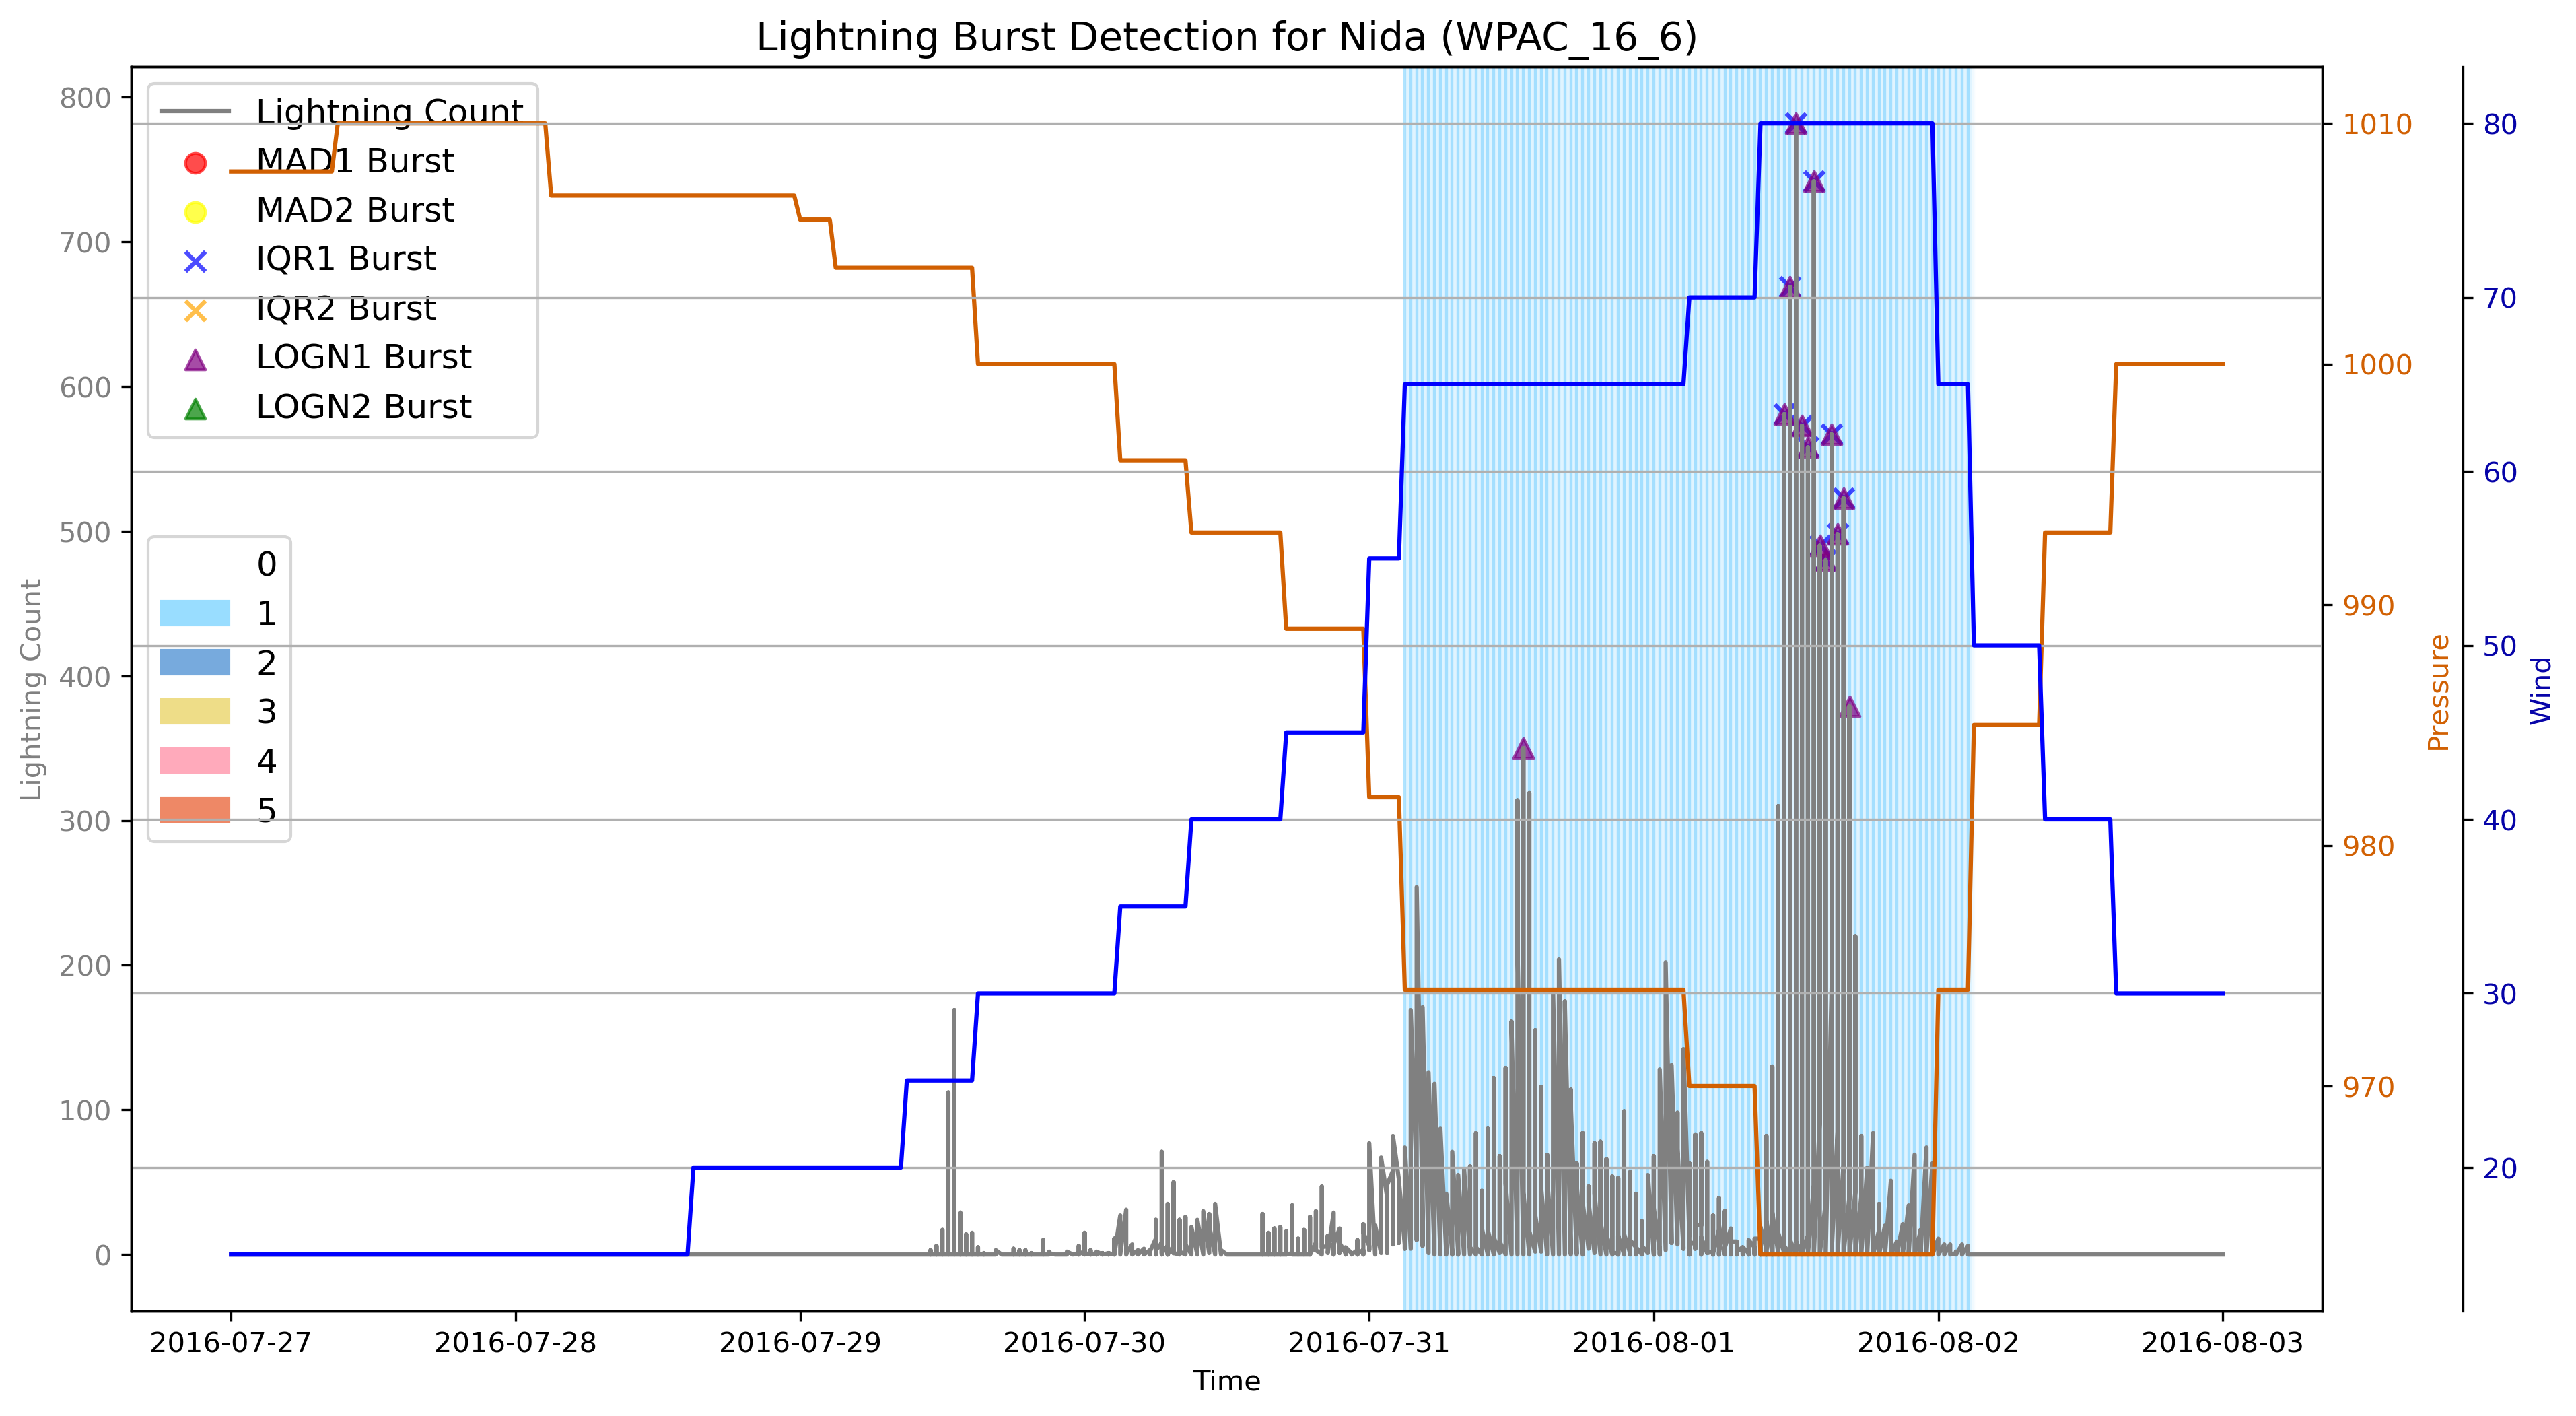 Lightning Burst Detection for Nida (WPAC_16_6)
Lightning Count
MAD1 Burst
MAD2 Burst
IQR1 Burst
IQR2 Burst
LOGN1 Burst
LOGN2 Burst
0
1
2
3
4
5
800
700
600
500
400
300
200
100
0
Lightning Count
1010
1000
990
980
970
Pressure
80
70
60
50
40
30
20
Wind
2016-07-27
2016-07-28
2016-07-29
2016-07-30
2016-07-31
2016-08-01
2016-08-02
2016-08-03
Time